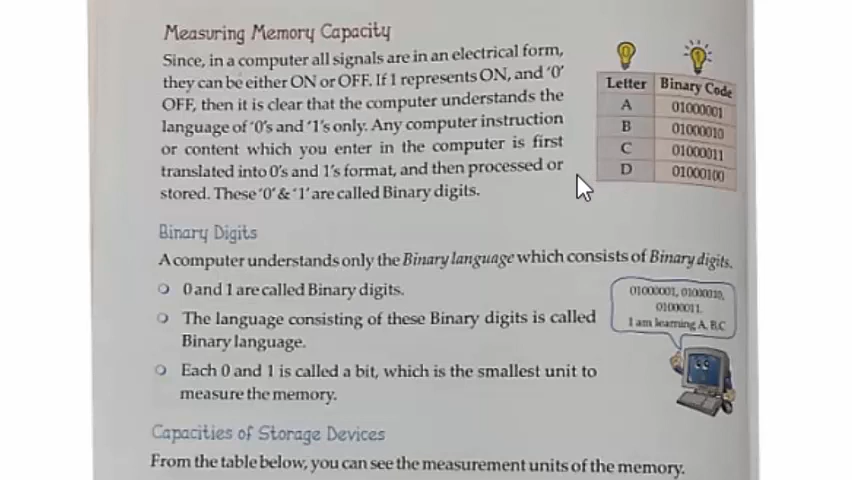 Measuring Memory Capacity
Since, in a computer all signals are in an electrical form,
they can be either ON or OFF. If 1 represents ON, and '0'
OFF, then it is clear that the computer understands the
language of '0's and '1's only. Any computer instruction
or content which you enter in the computer is first
translated into 0's and 1's format, and then processed or
stored. These '0' & '1' are called Binary digits.
Letter Binary Code
A 01000001
B 01000010
C 01000011
D 01000100
Binary Digits
A computer understands only the Binary language which consists of Binary digits.
0 and 1 are called Binary digits.
The language consisting of these Binary digits is called
Binary language.
Each 0 and 1 is called a bit, which is the smallest unit to
measure the memory.
01000001, 01000010,
01000011.
I am learning A, B,C
Capacities of Storage Devices
From the table below, you can see the measurement units of the memory.